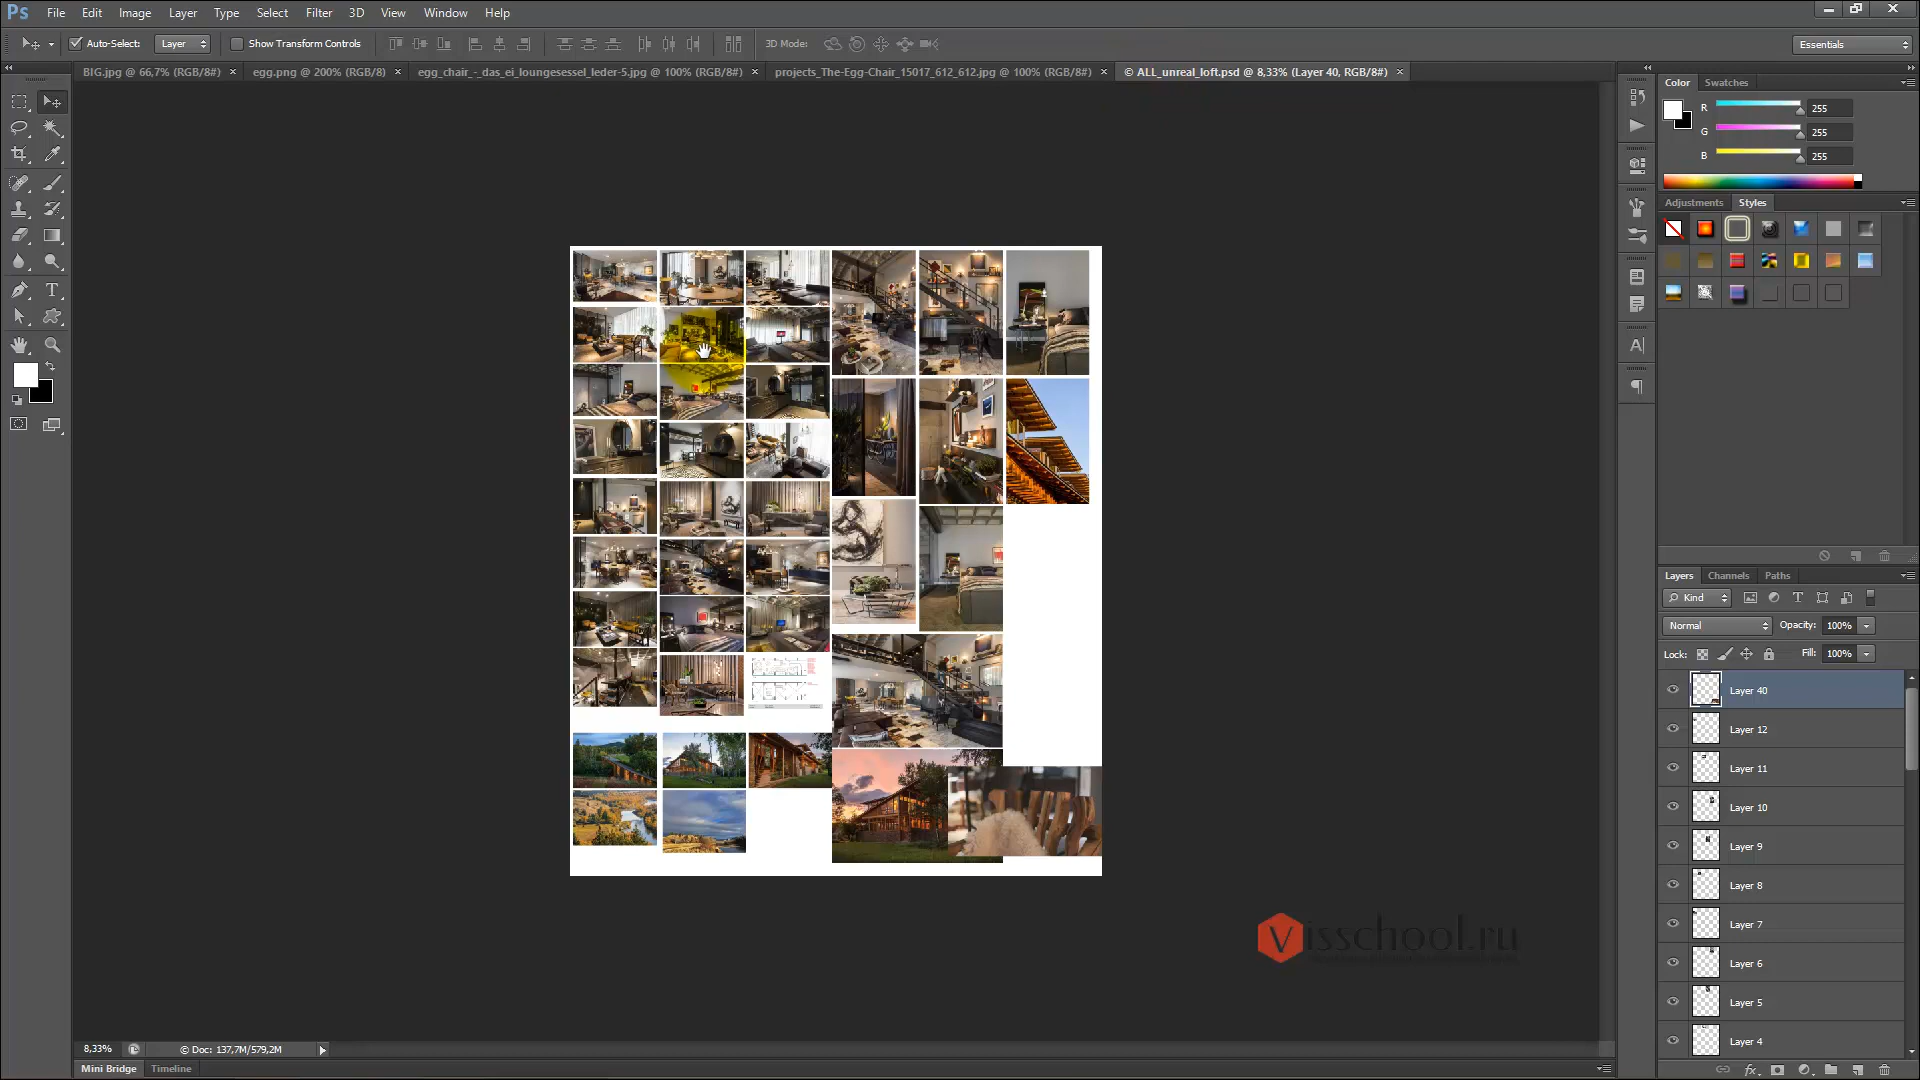 Ps File Edit Image Layer Type Select Filter 3D View Window Help
Auto-Select: Layer Show Transform Controls 3D Mode: Essentials
BIG.jpg @ 66,7% (RGB/8#) × egg.png @ 200% (RGB/8) × egg_chair_-_das_ei_loungesessel_leder-5.jpg @ 100% (RGB/8#) × projects_The-Egg-Chair_15017_612_612.jpg @ 100% (RGB/8#) × © ALL_unreal_loft.psd @ 8,33% (Layer 40, RGB/8#) ×
Color Swatches
R 255
G 255
B 255
Adjustments Styles
Layers Channels Paths
Kind
Normal Opacity: 100%
Lock: Fill: 100%
Layer 40
Layer 12
Layer 11
Layer 10
Layer 9
Layer 8
Layer 7
Layer 6
Layer 5
Layer 4
Visschool.ru
8,33% © Doc: 137,7M/579,2M
Mini Bridge Timeline